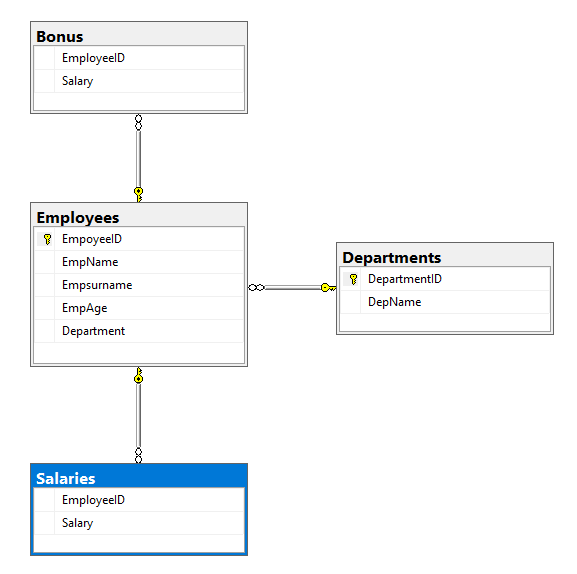 Bonus
EmployeeID
Salary
Employees
EmpoyeeID
EmpName
Empsurname
EmpAge
Department
Departments
DepartmentID
DepName
Salaries
EmployeeID
Salary